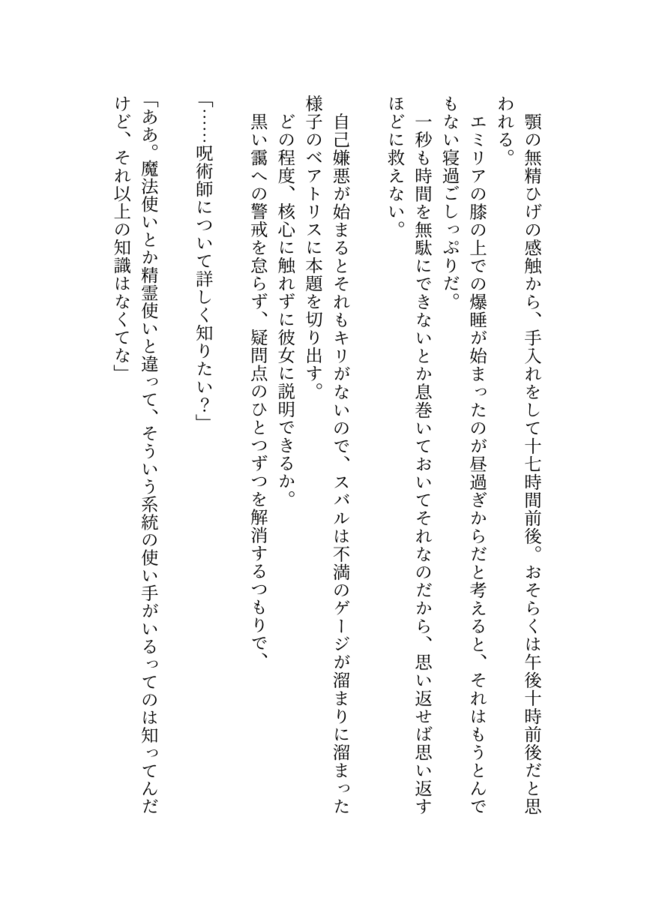 顎の無精ひげの感触から、手入れをして十七時間前後。おそらくは午後十時前後だと思
われる。
エミリアの膝の上での爆睡が始まったのが昼過ぎからだと考えると、それはもうとんで
もない寝過ごしっぷりだ。
一秒も時間を無駄にできないとか息巻いておいてそれなのだから、思い返せば思い返す
ほどに救えない。
自己嫌悪が始まるとそれもキリがないので、スバルは不満のゲージが溜まりに溜まった
様子のベアトリスに本題を切り出す。
どの程度、核心に触れずに彼女に説明できるか。
黒い靄への警戒を怠らず、疑問点のひとつずつを解消するつもりで、
「……呪術師について詳しく知りたい？」
「ああ。魔法使いとか精霊使いと違って、そういう系統の使い手がいるってのは知ってんだ
けど、それ以上の知識はなくてな」